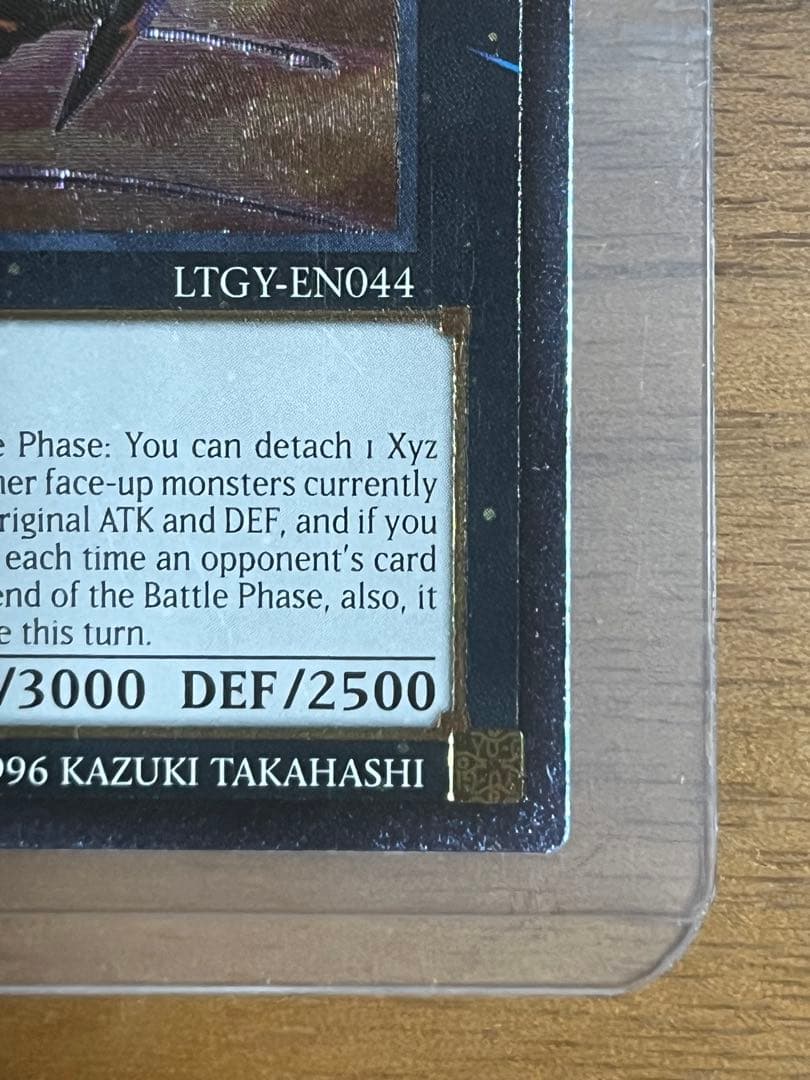 LTGY-EN044
e Phase: You can detach 1 Xyz
her face-up monsters currently
riginal ATK and DEF, and if you
each time an opponent's card
end of the Battle Phase, also, it
e this turn.
/3000 DEF/2500
996 KAZUKI TAKAHASHI